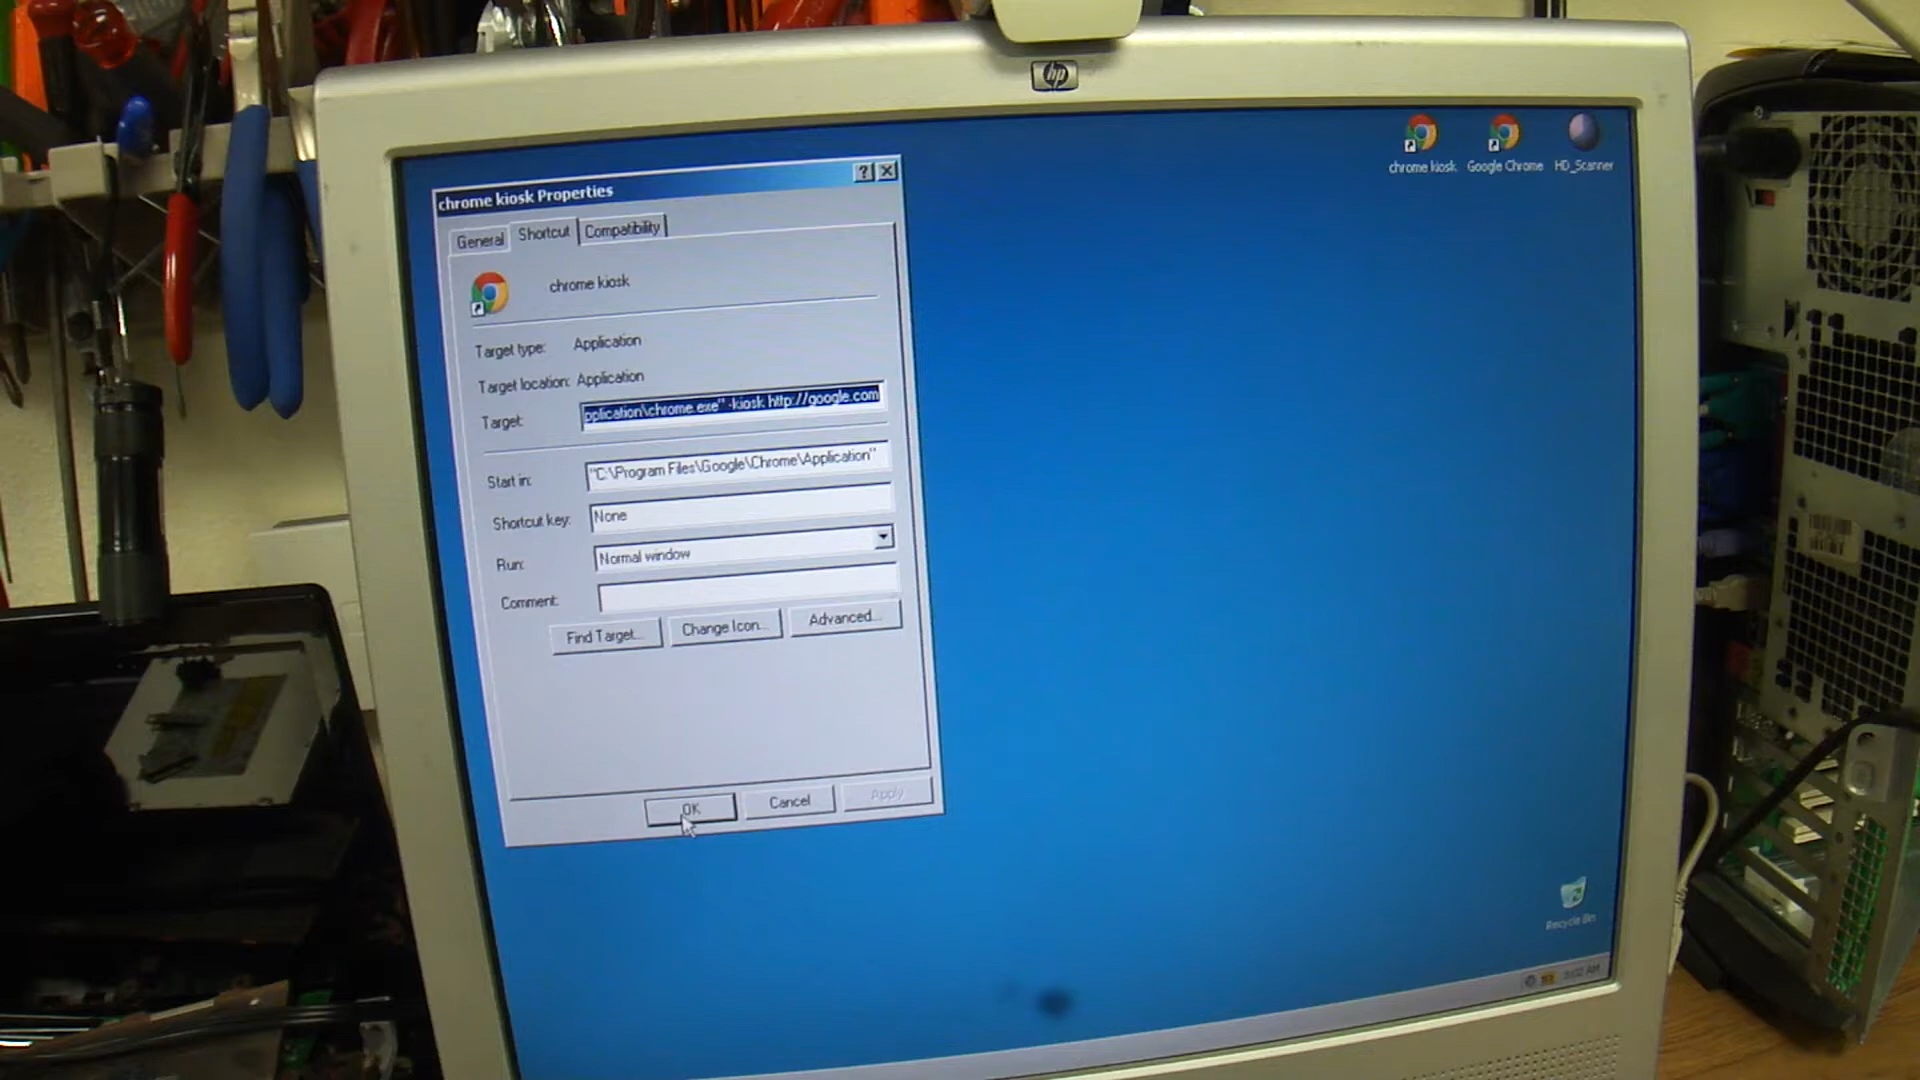 hp
chrome kiosk
Google Chrome
HD_Scanner
chrome kiosk Properties
General
Shortcut
Compatibility
chrome kiosk
Target type:
Application
Target location:
Application
Target:
pplication\chrome.exe" -kiosk http://google.com
Start in:
"C:\Program Files\Google\Chrome\Application"
Shortcut key:
None
Run:
Normal window
Comment:
Find Target...
Change Icon...
Advanced...
OK
Cancel
Apply
Recycle Bin